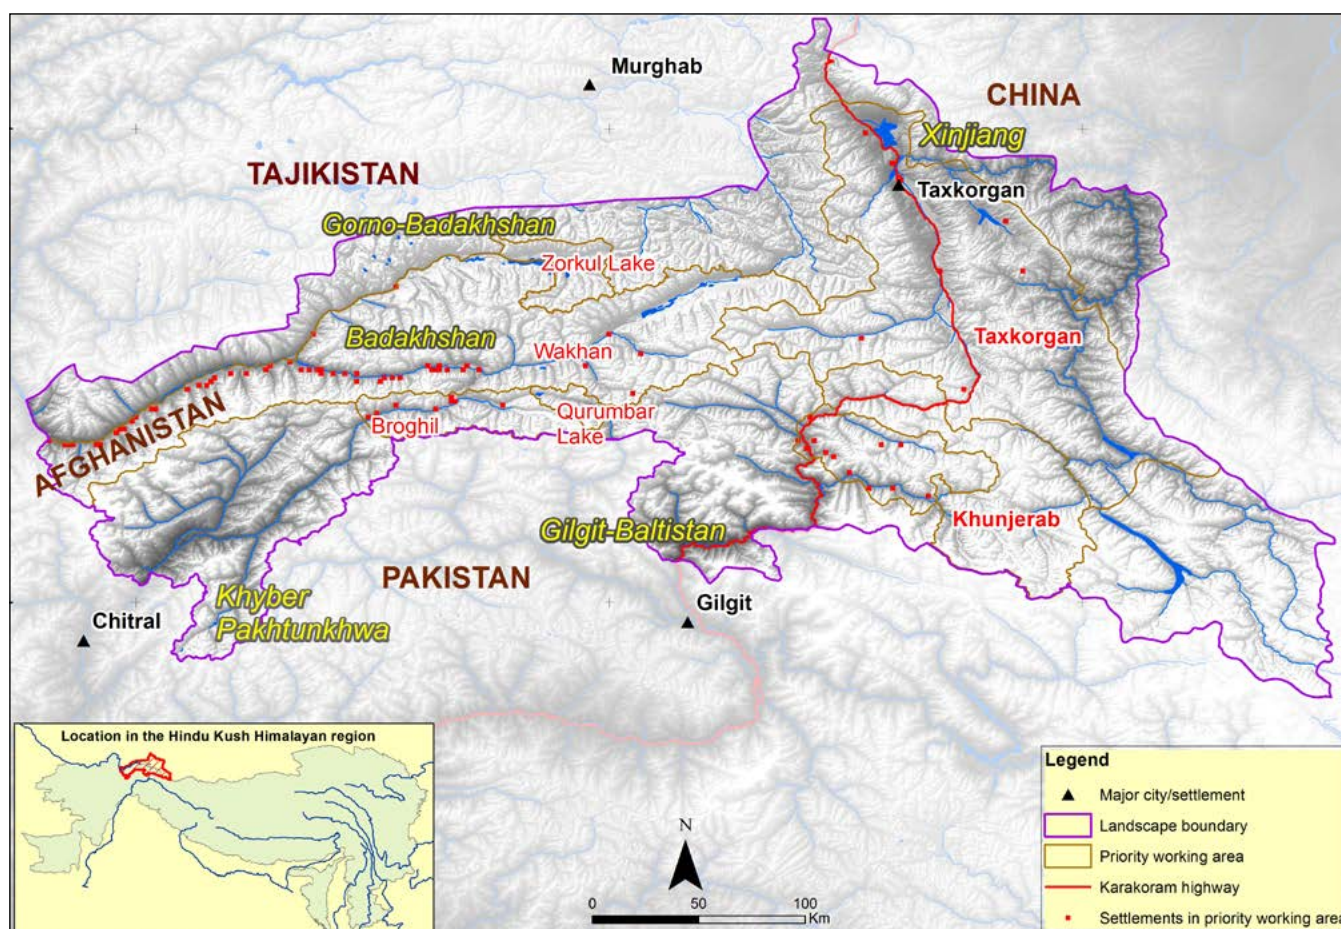 Murghab
CHINA
Xinjiang
TAJIKISTAN
Taxkorgan
Gorno-Badakhshan
Zorkul Lake
Badakhshan
Taxkorgan
Wakhan
AFGHANISTAN
Qurumbar
Lake
Broghil
Khunjerab
Gilgit-Baltistan
PAKISTAN
Khyber
Pakhtunkhwa
Gilgit
Chitral
Location in the Hindu Kush Himalayan region
N
0 50 100
Km
Legend
Major city/settlement
Landscape boundary
Priority working area
Karakoram highway
Settlements in priority working area